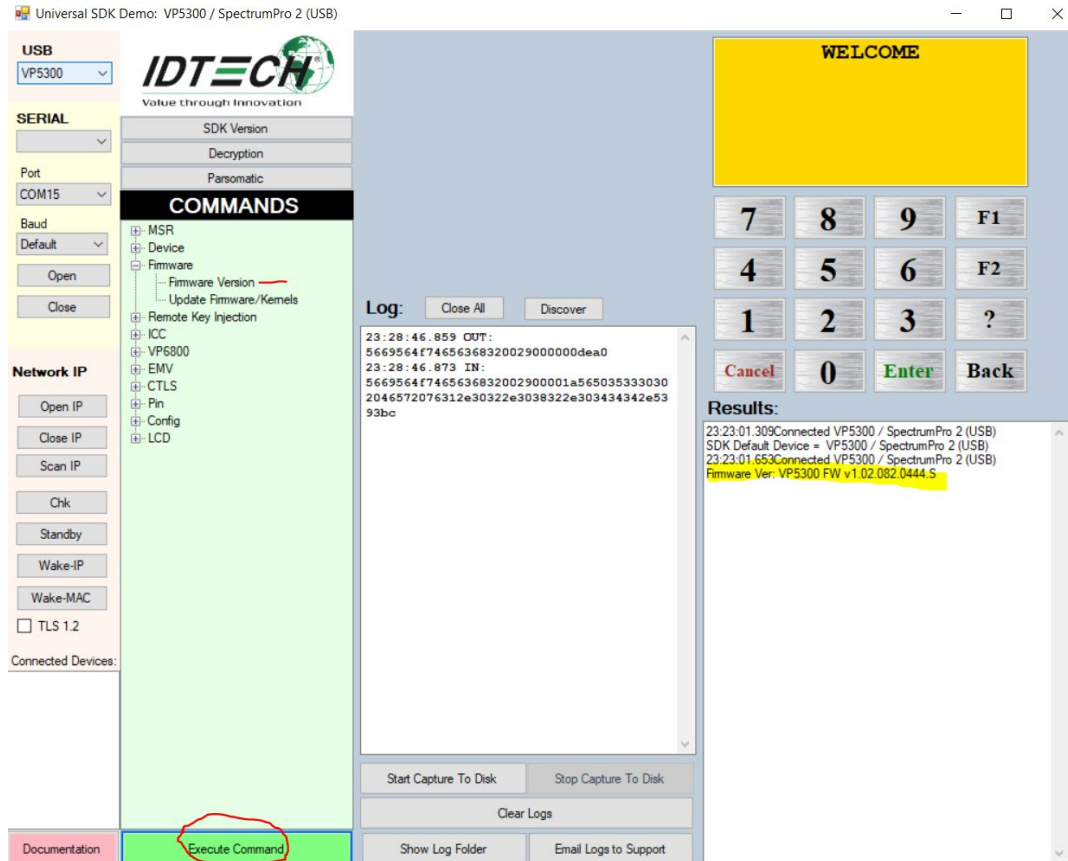 Universal SDK Demo: VP5300 / SpectrumPro 2 (USB)
USB
VP5300
SERIAL
Port
COM15
Baud
Default
Open
Close
Network IP
Open IP
Close IP
Scan IP
Chk
Standby
Wake-IP
Wake-MAC
TLS 1.2
Connected Devices:
Documentation
IDTECH®
Value through Innovation
SDK Version
Decryption
Parsomatic
COMMANDS
MSR
Device
Firmware
Firmware Version
Update Firmware/Kernels
Remote Key Injection
ICC
VP6800
EMV
CTLS
Pin
Config
LCD
Execute Command
Log:
Close All
Discover
23:28:46.859 OUT:
5669564f74656368320029000000dea0
23:28:46.873 IN:
5669564f7465636832002900001a565035333030
2046572076312e30322e3038322e303434342e53
93bc
Start Capture To Disk
Stop Capture To Disk
Clear Logs
Show Log Folder
Email Logs to Support
WELCOME
7 8 9 F1
4 5 6 F2
1 2 3 ?
Cancel 0 Enter Back
Results:
23:23:01.309Connected VP5300 / SpectrumPro 2 (USB)
SDK Default Device = VP5300 / SpectrumPro 2 (USB)
23:23:01.653Connected VP5300 / SpectrumPro 2 (USB)
Firmware Ver: VP5300 FW v1.02.082.0444.S